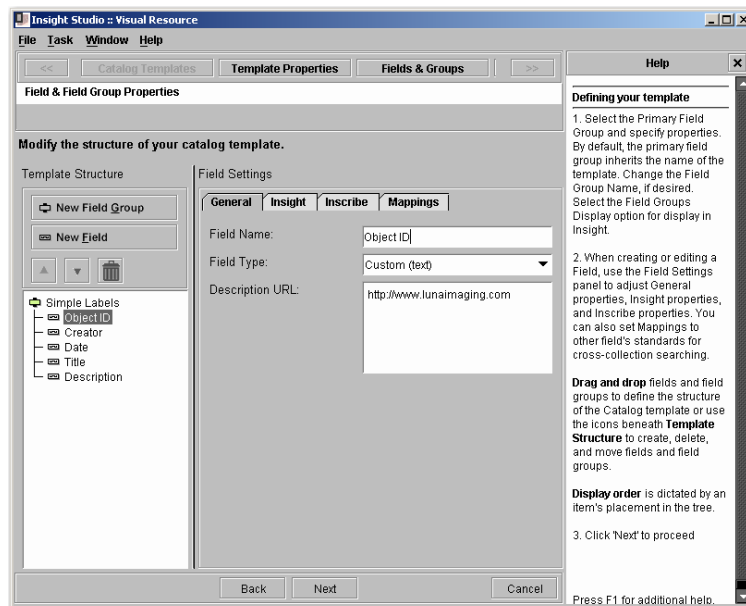 Insight Studio :: Visual Resource
File Task Window Help
<< Catalog Templates Template Properties Fields & Groups >>
Field & Field Group Properties
Modify the structure of your catalog template.
Template Structure
New Field Group
New Field
Simple Labels
Object ID
Creator
Date
Title
Description
Field Settings
General Insight Inscribe Mappings
Field Name: Object ID
Field Type: Custom (text)
Description URL: http://www.lunaimaging.com
Back Next Cancel
Help
Defining your template
1. Select the Primary Field
Group and specify properties.
By default, the primary field
group inherits the name of the
template. Change the Field
Group Name, if desired.
Select the Field Groups
Display option for display in
Insight.
2. When creating or editing a
Field, use the Field Settings
panel to adjust General
properties, Insight properties,
and Inscribe properties. You
can also set Mappings to
other field's standards for
cross-collection searching.
Drag and drop fields and field
groups to define the structure
of the Catalog template or use
the icons beneath Template
Structure to create, delete,
and move fields and field
groups.
Display order is dictated by an
item's placement in the tree.
3. Click 'Next' to proceed
Press F1 for additional help.